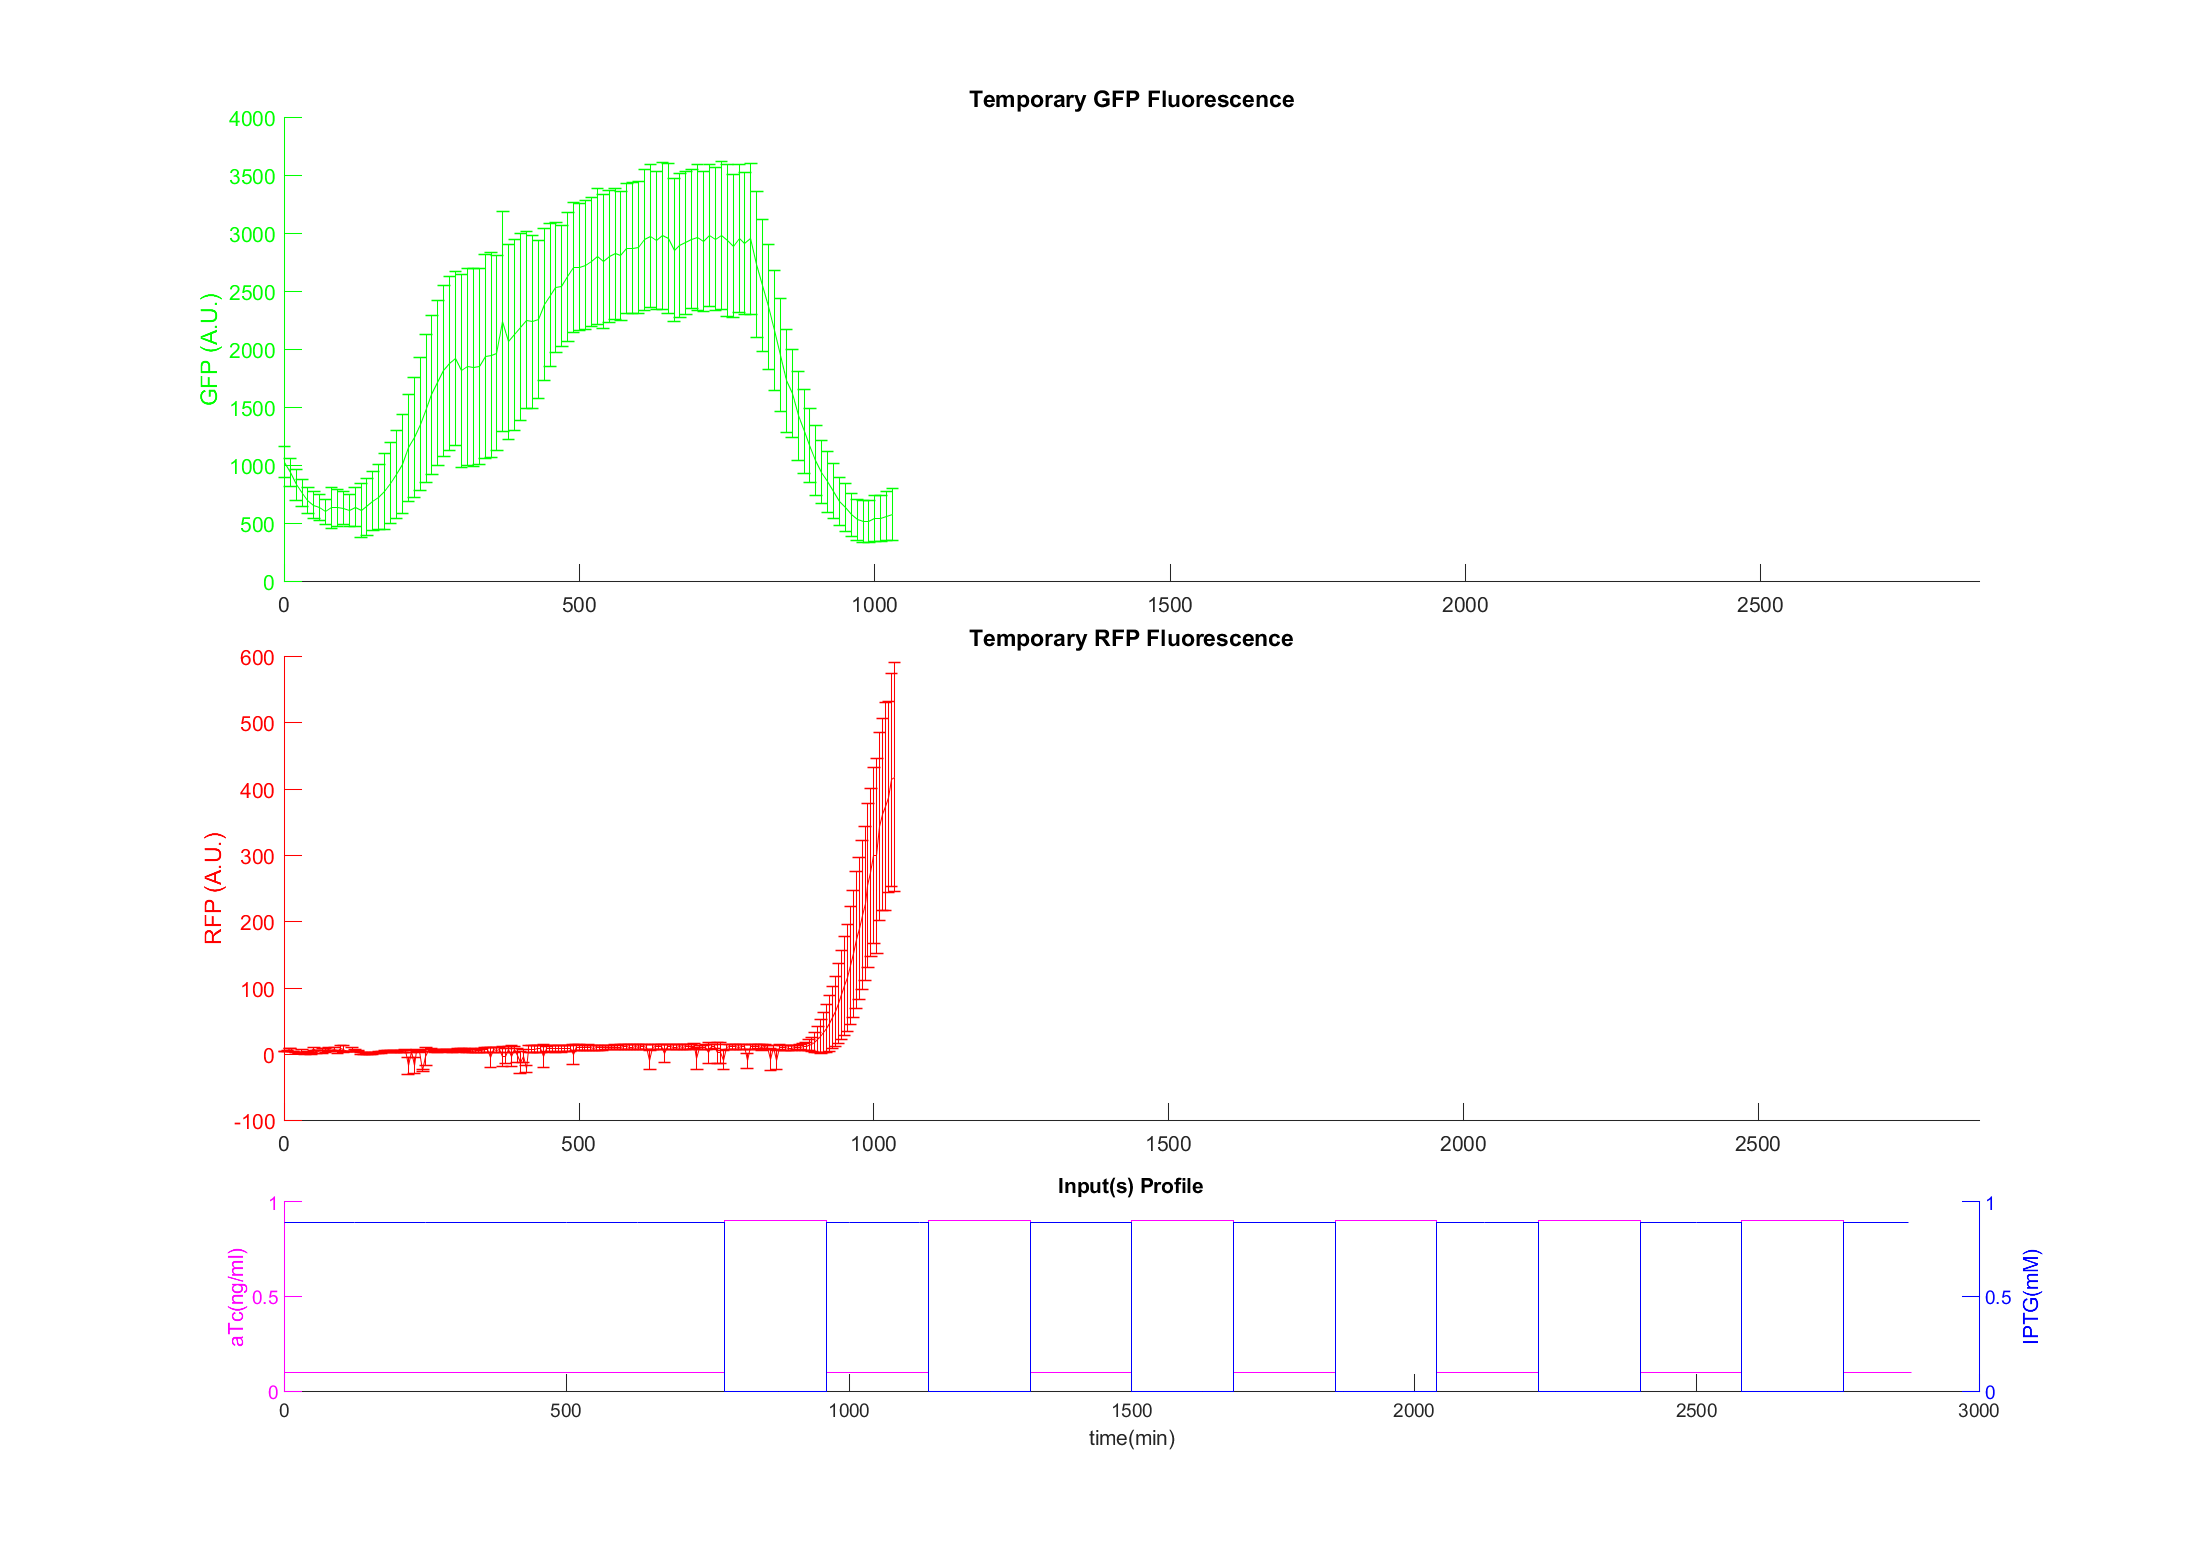 Temporary GFP Fluorescence
4000
3500
3000
2500
2000
1500
1000
500
0
GFP (A.U.)
0 500 1000 1500 2000 2500
Temporary RFP Fluorescence
600
500
400
300
200
100
0
-100
RFP (A.U.)
0 500 1000 1500 2000 2500
Input(s) Profile
1
0.5
0
aTc(ng/ml)
1
0.5
0
IPTG(mM)
0 500 1000 1500 2000 2500 3000
time(min)